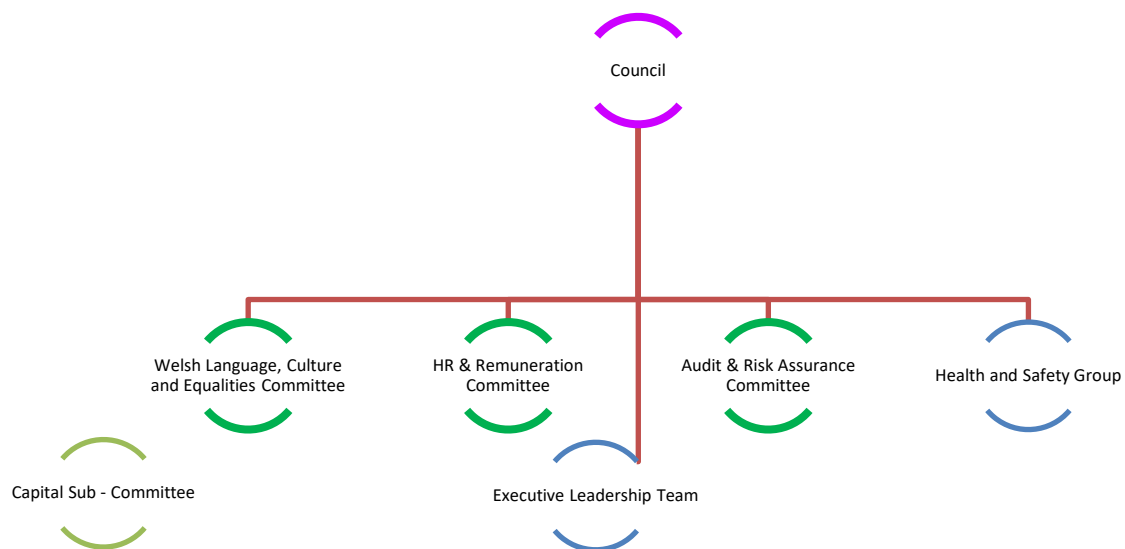 Council
Welsh Language, Culture
and Equalities Committee
HR & Remuneration
Committee
Audit & Risk Assurance
Committee
Health and Safety Group
Capital Sub - Committee
Executive Leadership Team